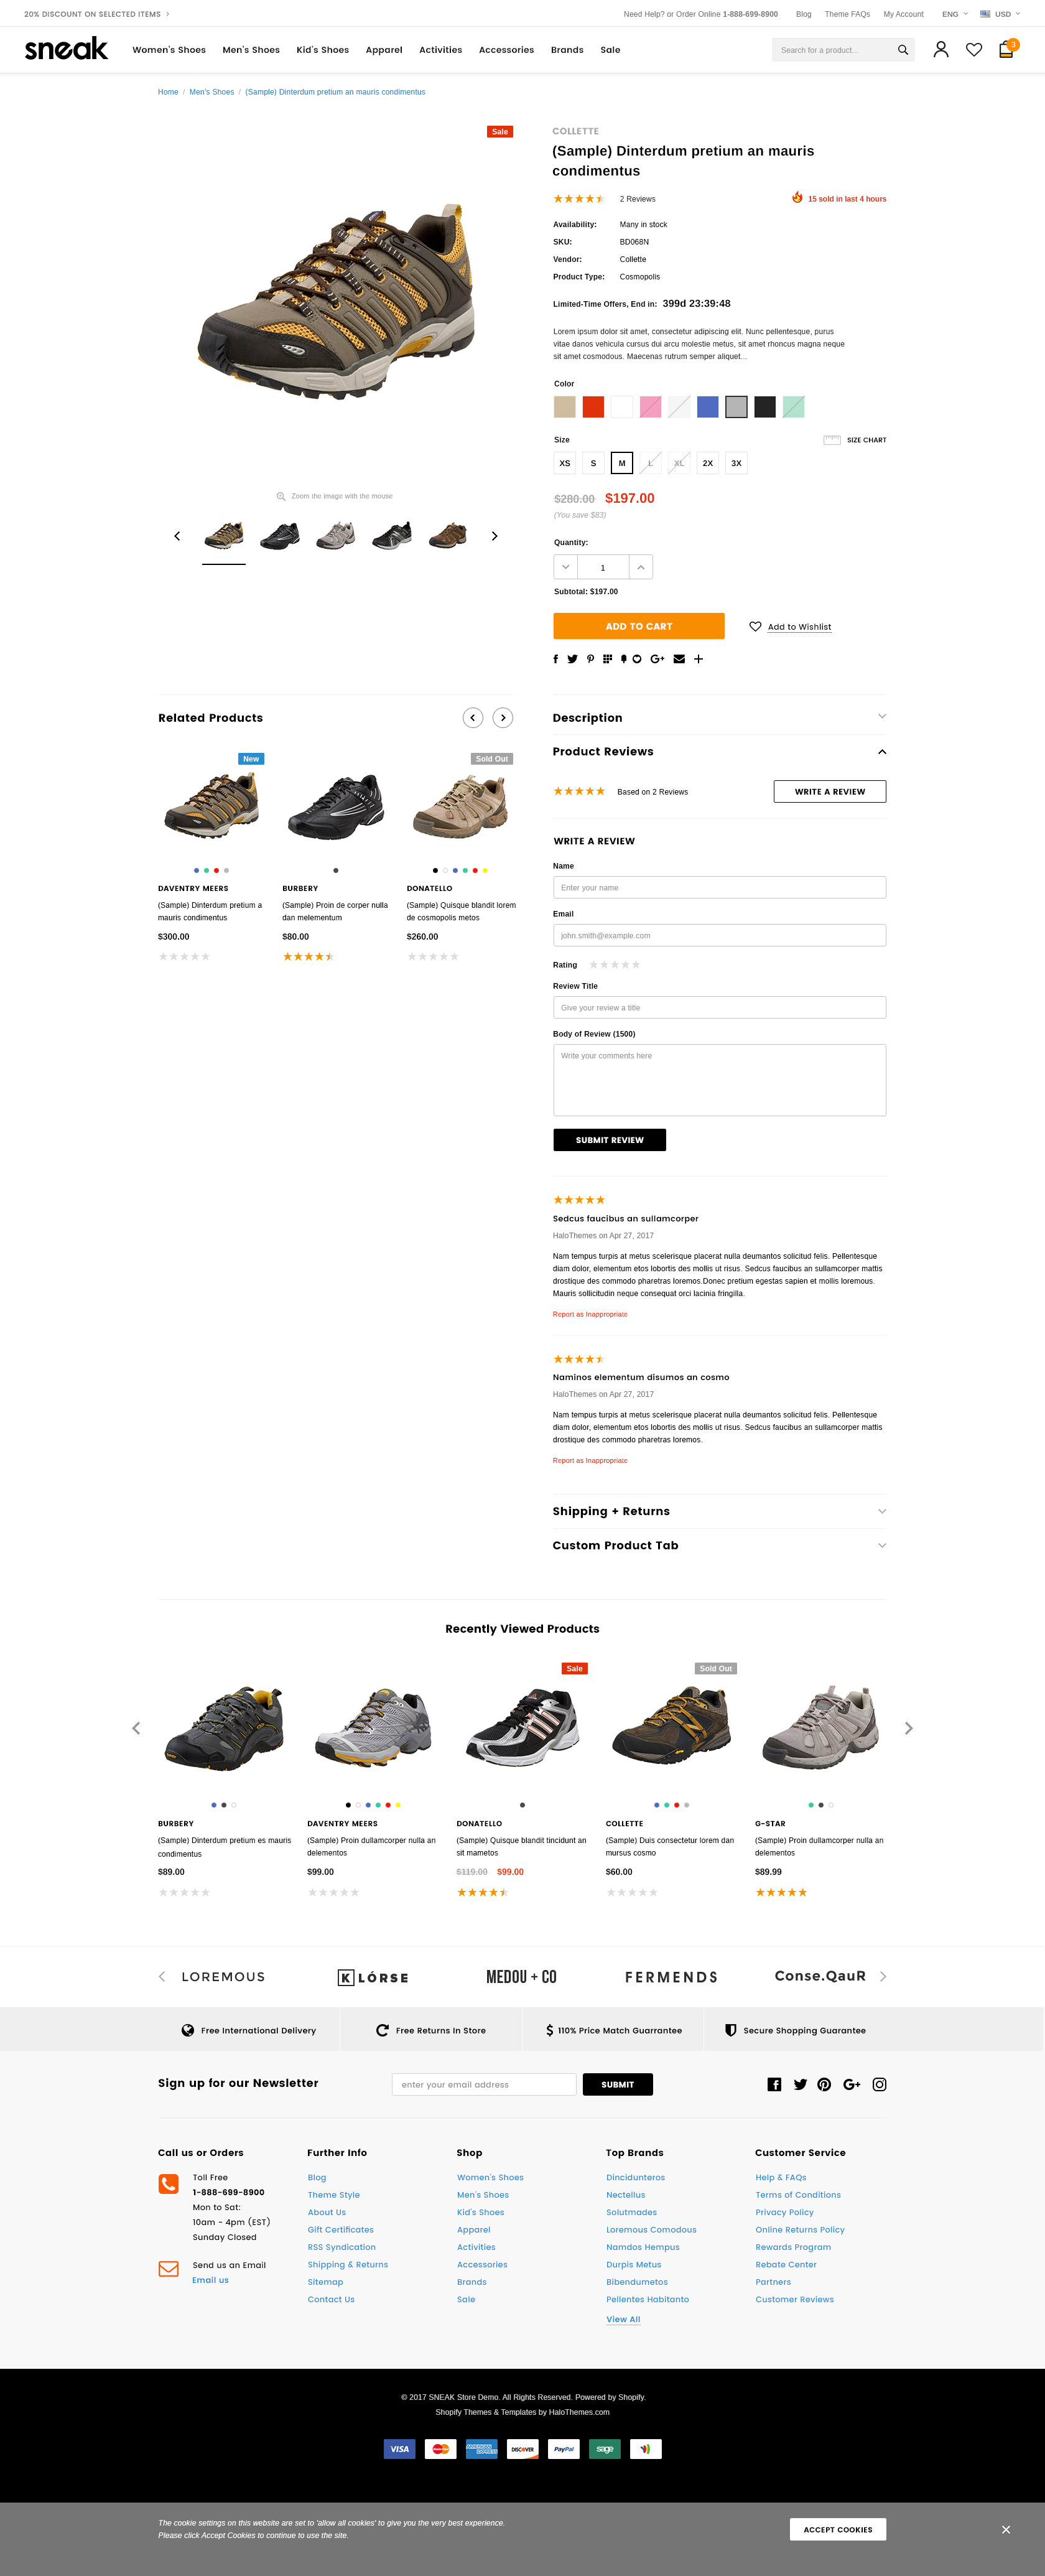 20% DISCOUNT ON SELECTED ITEMS
Need Help? or Order Online 1-888-699-8900
Blog
Theme FAQs
My Account
ENG
USD
sneak
Women's Shoes
Men's Shoes
Kid's Shoes
Apparel
Activities
Accessories
Brands
Sale
Search for a product...
3
Home / Men's Shoes / (Sample) Dinterdum pretium an mauris condimentus
Sale
COLLETTE
(Sample) Dinterdum pretium an mauris
condimentus
2 Reviews
15 sold in last 4 hours
Availability: Many in stock
SKU: BD068N
Vendor: Collette
Product Type: Cosmopolis
Limited-Time Offers, End in: 399d 23:39:48
Lorem ipsum dolor sit amet, consectetur adipiscing elit. Nunc pellentesque, purus
vitae danos vehicula cursus dui arcu molestie metus, sit amet rhoncus magna neque
sit amet cosmodous. Maecenas rutrum semper aliquet...
Color
Size
SIZE CHART
XS S M L XL 2X 3X
$280.00 $197.00
(You save $83)
Zoom the image with the mouse
Quantity:
1
Subtotal: $197.00
ADD TO CART
Add to Wishlist
Related Products
New
DAVENTRY MEERS
(Sample) Dinterdum pretium a
mauris condimentus
$300.00
BURBERY
(Sample) Proin de corper nulla
dan melementum
$80.00
Sold Out
DONATELLO
(Sample) Quisque blandit lorem
de cosmopolis metos
$260.00
Description
Product Reviews
Based on 2 Reviews
WRITE A REVIEW
WRITE A REVIEW
Name
Enter your name
Email
john.smith@example.com
Rating
Review Title
Give your review a title
Body of Review (1500)
Write your comments here
SUBMIT REVIEW
Sedcus faucibus an sullamcorper
HaloThemes on Apr 27, 2017
Nam tempus turpis at metus scelerisque placerat nulla deumantos solicitud felis. Pellentesque
diam dolor, elementum etos lobortis des mollis ut risus. Sedcus faucibus an sullamcorper mattis
drostique des commodo pharetras loremos.Donec pretium egestas sapien et mollis loremous.
Mauris sollicitudin neque consequat orci lacinia fringilla.
Report as Inappropriate
Naminos elementum disumos an cosmo
HaloThemes on Apr 27, 2017
Nam tempus turpis at metus scelerisque placerat nulla deumantos solicitud felis. Pellentesque
diam dolor, elementum etos lobortis des mollis ut risus. Sedcus faucibus an sullamcorper mattis
drostique des commodo pharetras loremos.
Report as Inappropriate
Shipping + Returns
Custom Product Tab
Recently Viewed Products
BURBERY
(Sample) Dinterdum pretium es mauris
condimentus
$89.00
DAVENTRY MEERS
(Sample) Proin dullamcorper nulla an
delementos
$99.00
Sale
DONATELLO
(Sample) Quisque blandit tincidunt an
sit mametos
$119.00 $99.00
Sold Out
COLLETTE
(Sample) Duis consectetur lorem dan
mursus cosmo
$60.00
G-STAR
(Sample) Proin dullamcorper nulla an
delementos
$89.99
LOREMOUS
K LÓRSE
MEDOU + CO
FERMENDS
Conse.QauR
Free International Delivery
Free Returns In Store
110% Price Match Guarrantee
Secure Shopping Guarantee
Sign up for our Newsletter
enter your email address
SUBMIT
Call us or Orders
Toll Free
1-888-699-8900
Mon to Sat:
10am - 4pm (EST)
Sunday Closed
Send us an Email
Email us
Further Info
Blog
Theme Style
About Us
Gift Certificates
RSS Syndication
Shipping & Returns
Sitemap
Contact Us
Shop
Women's Shoes
Men's Shoes
Kid's Shoes
Apparel
Activities
Accessories
Brands
Sale
Top Brands
Dincidunteros
Nectellus
Solutmades
Loremous Comodous
Namdos Hempus
Durpis Metus
Bibendumetos
Pellentes Habitanto
View All
Customer Service
Help & FAQs
Terms of Conditions
Privacy Policy
Online Returns Policy
Rewards Program
Rebate Center
Partners
Customer Reviews
© 2017 SNEAK Store Demo. All Rights Reserved. Powered by Shopify.
Shopify Themes & Templates by HaloThemes.com
VISA
MasterCard
AMERICAN EXPRESS
DISCOVER
PayPal
sage
The cookie settings on this website are set to 'allow all cookies' to give you the very best experience.
Please click Accept Cookies to continue to use the site.
ACCEPT COOKIES